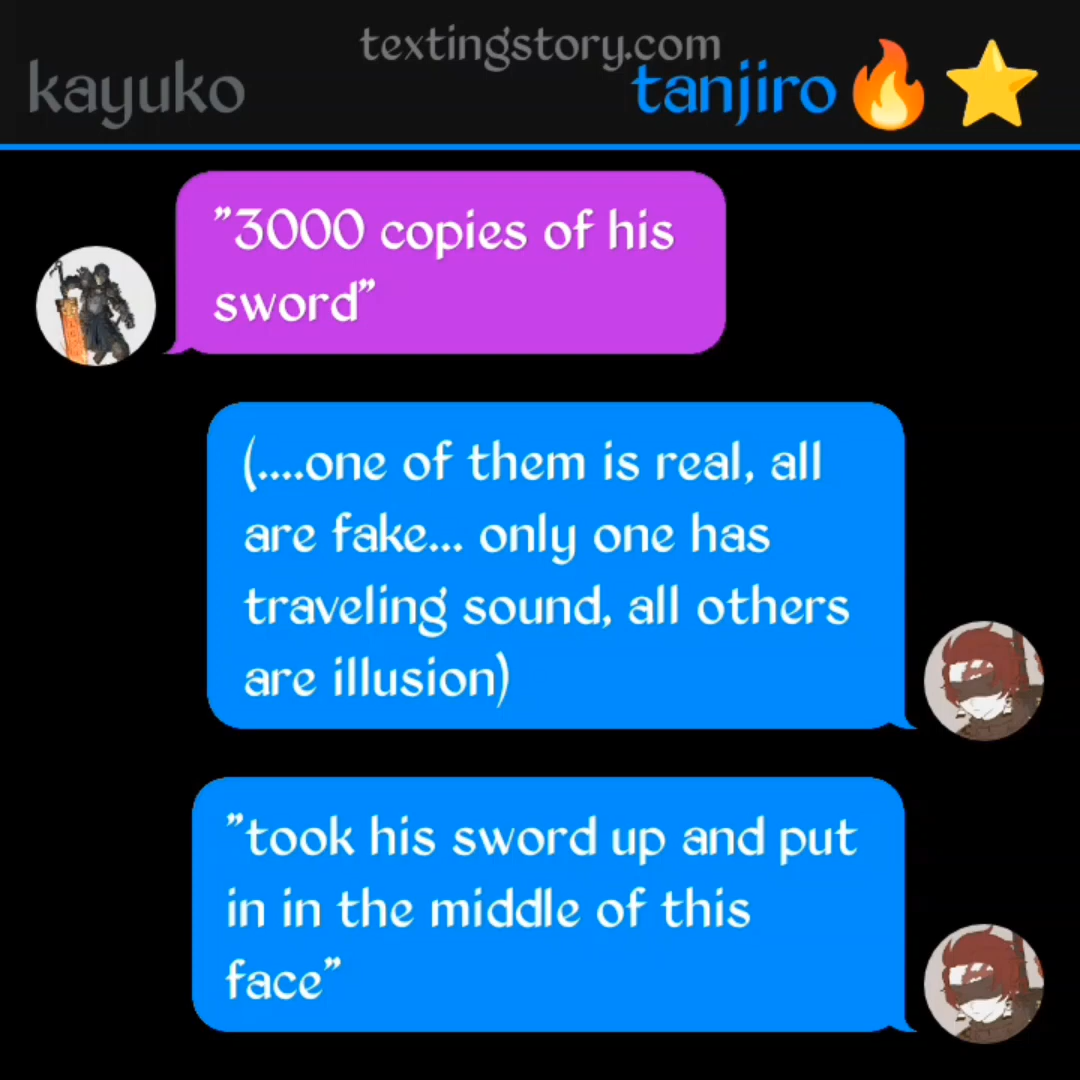 textingstory.com
kayuko
tanjiro🔥⭐
"3000 copies of his
sword"
(....one of them is real, all
are fake... only one has
traveling sound, all others
are illusion)
"took his sword up and put
in in the middle of this
face"